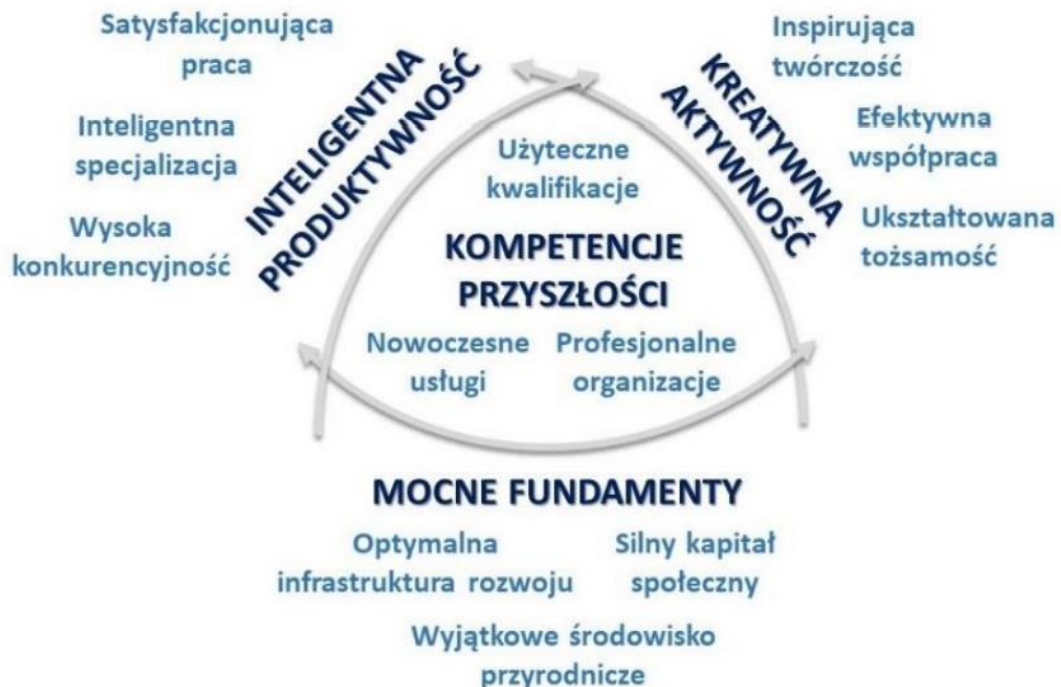 Satysfakcjonująca
praca
Inteligentna
specjalizacja
Wysoka
konkurencyjność
INTELIGENTNA
PRODUKTYWNOŚĆ
Inspirująca
twórczość
Efektywna
współpraca
Ukształtowana
tożsamość
KREATYWNA
AKTYWNOŚĆ
Użyteczne
kwalifikacje
KOMPETENCJE
PRZYSZŁOŚCI
Nowoczesne
usługi
Profesjonalne
organizacje
MOCNE FUNDAMENTY
Optymalna
infrastruktura rozwoju
Silny kapitał
społeczny
Wyjątkowe środowisko
przyrodnicze